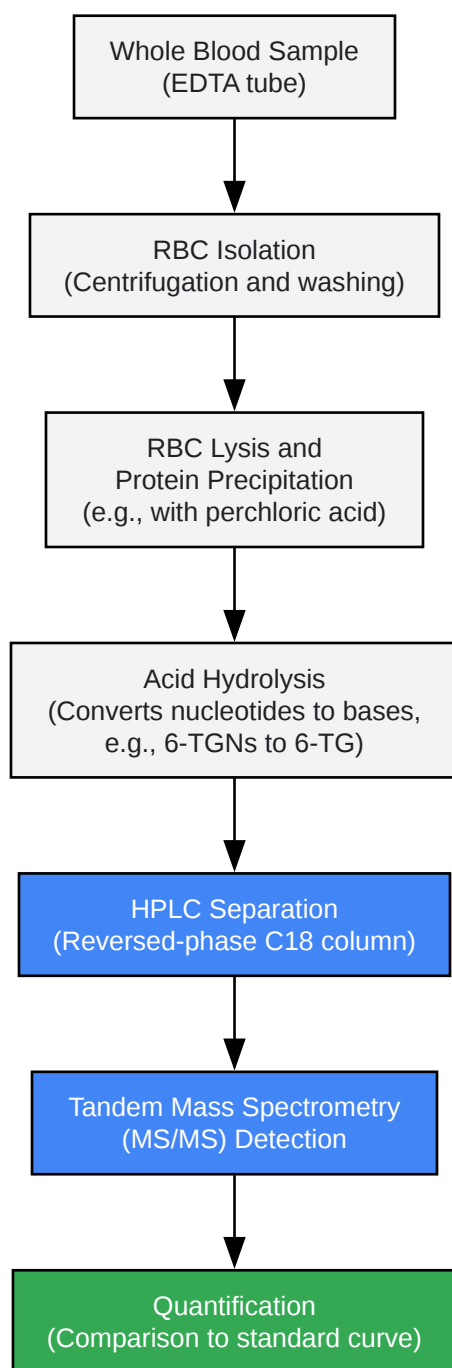 Whole Blood Sample
(EDTA tube)
RBC Isolation
(Centrifugation and washing)
RBC Lysis and
Protein Precipitation
(e.g., with perchloric acid)
Acid Hydrolysis
(Converts nucleotides to bases,
e.g., 6-TGNs to 6-TG)
HPLC Separation
(Reversed-phase C18 column)
Tandem Mass Spectrometry
(MS/MS) Detection
Quantification
(Comparison to standard curve)